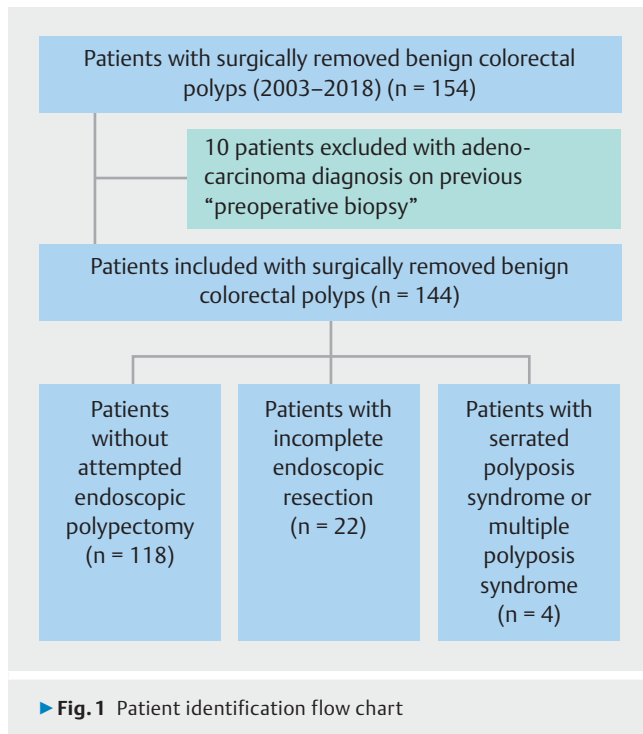 Patients with surgically removed benign colorectal
polyps (2003–2018) (n = 154)
10 patients excluded with adeno-
carcinoma diagnosis on previous
“preoperative biopsy”
Patients included with surgically removed benign
colorectal polyps (n = 144)
Patients
without
attempted
endoscopic
polypectomy
(n = 118)
Patients with
incomplete
endoscopic
resection
(n = 22)
Patients with
serrated
polyposis
syndrome or
multiple
polyposis
syndrome
(n = 4)
▶ Fig. 1 Patient identification flow chart